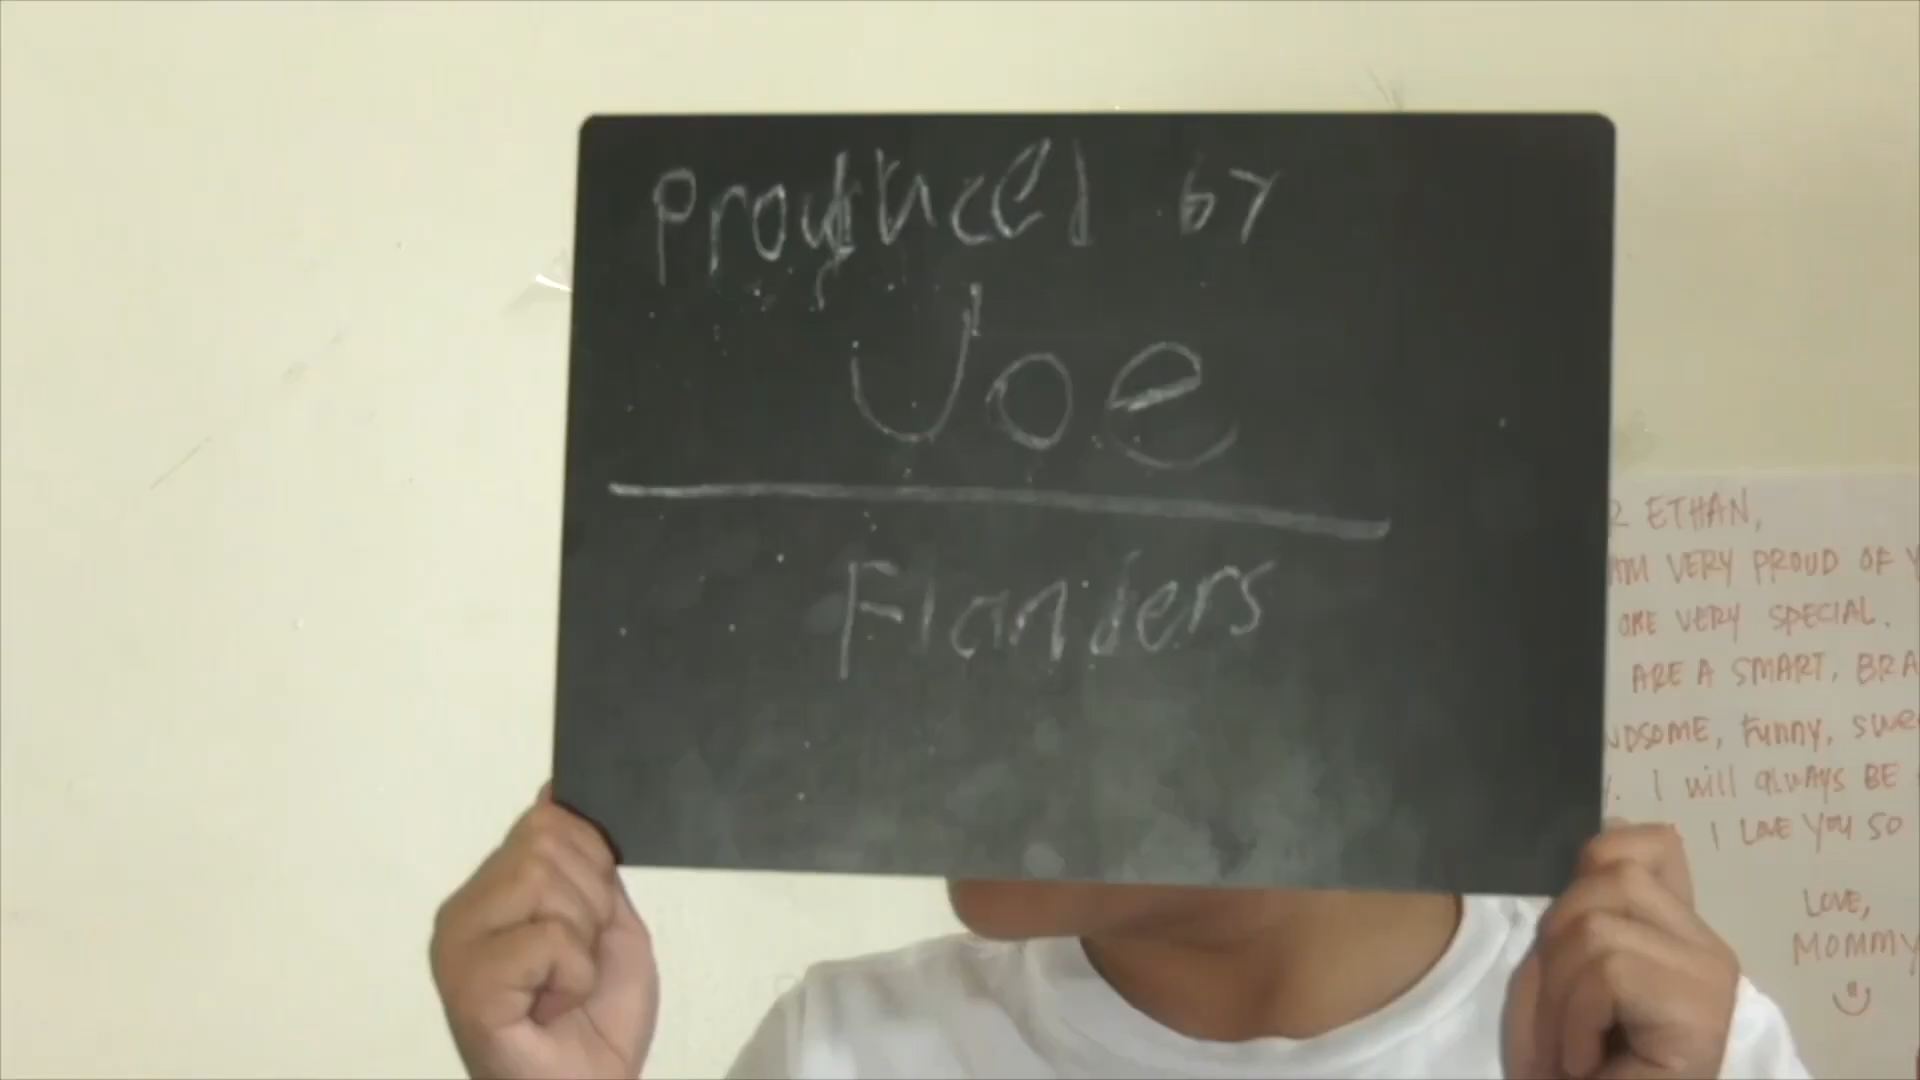 Produced by
Joe
Flanders
ETHAN,
VERY PROUD OF
VERY SPECIAL.
ARE A SMART,
Funny,
I will always BE
I LOVE YOU SO
LOVE,
MOMMY